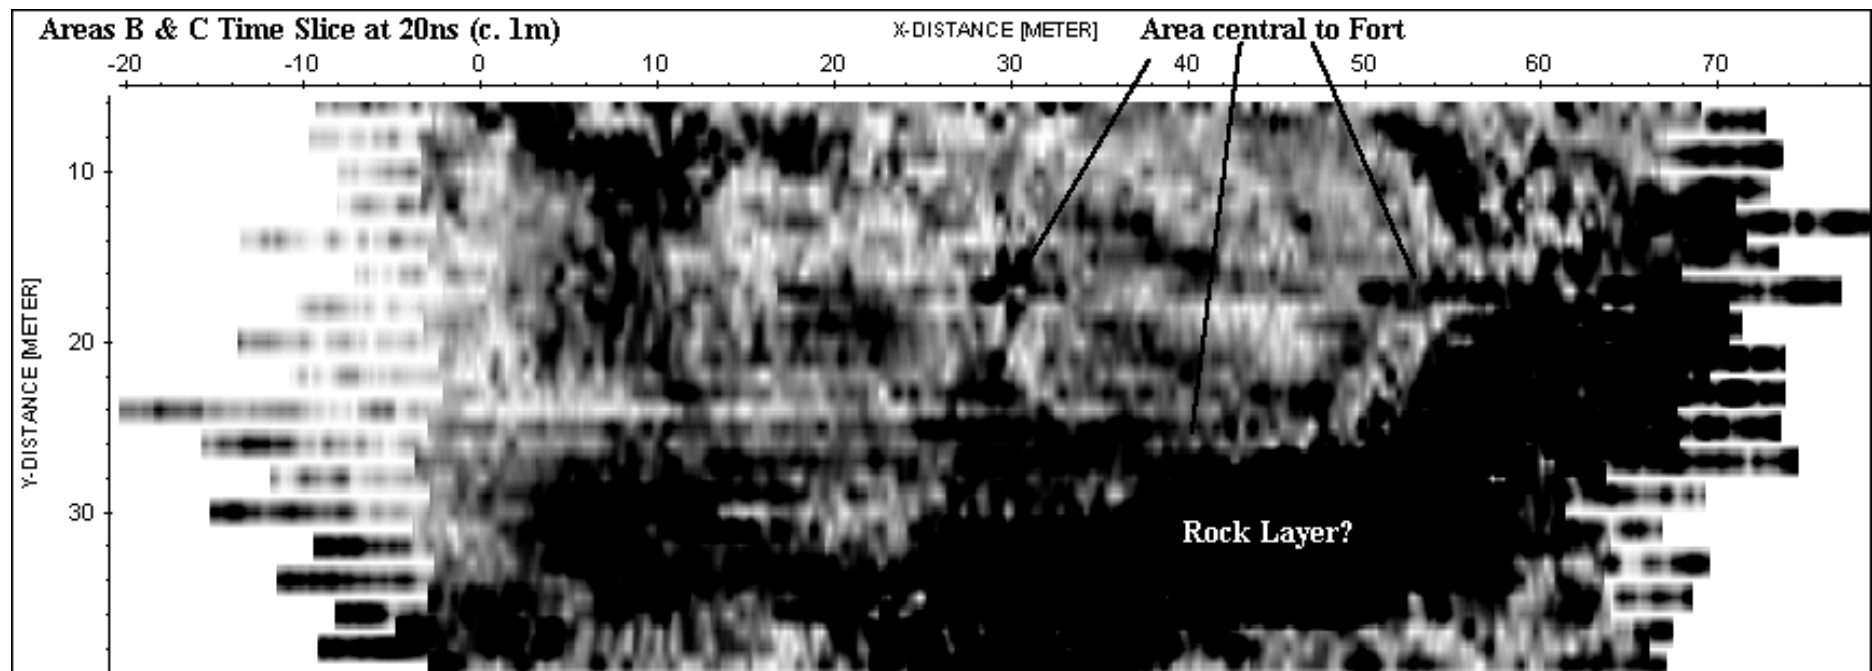 Areas B & C Time Slice at 20ns (c. 1m)
X-DISTANCE [METER]
Area central to Fort
-20 -10 0 10 20 30 40 50 60 70
Y-DISTANCE [METER]
10
20
30
Rock Layer?